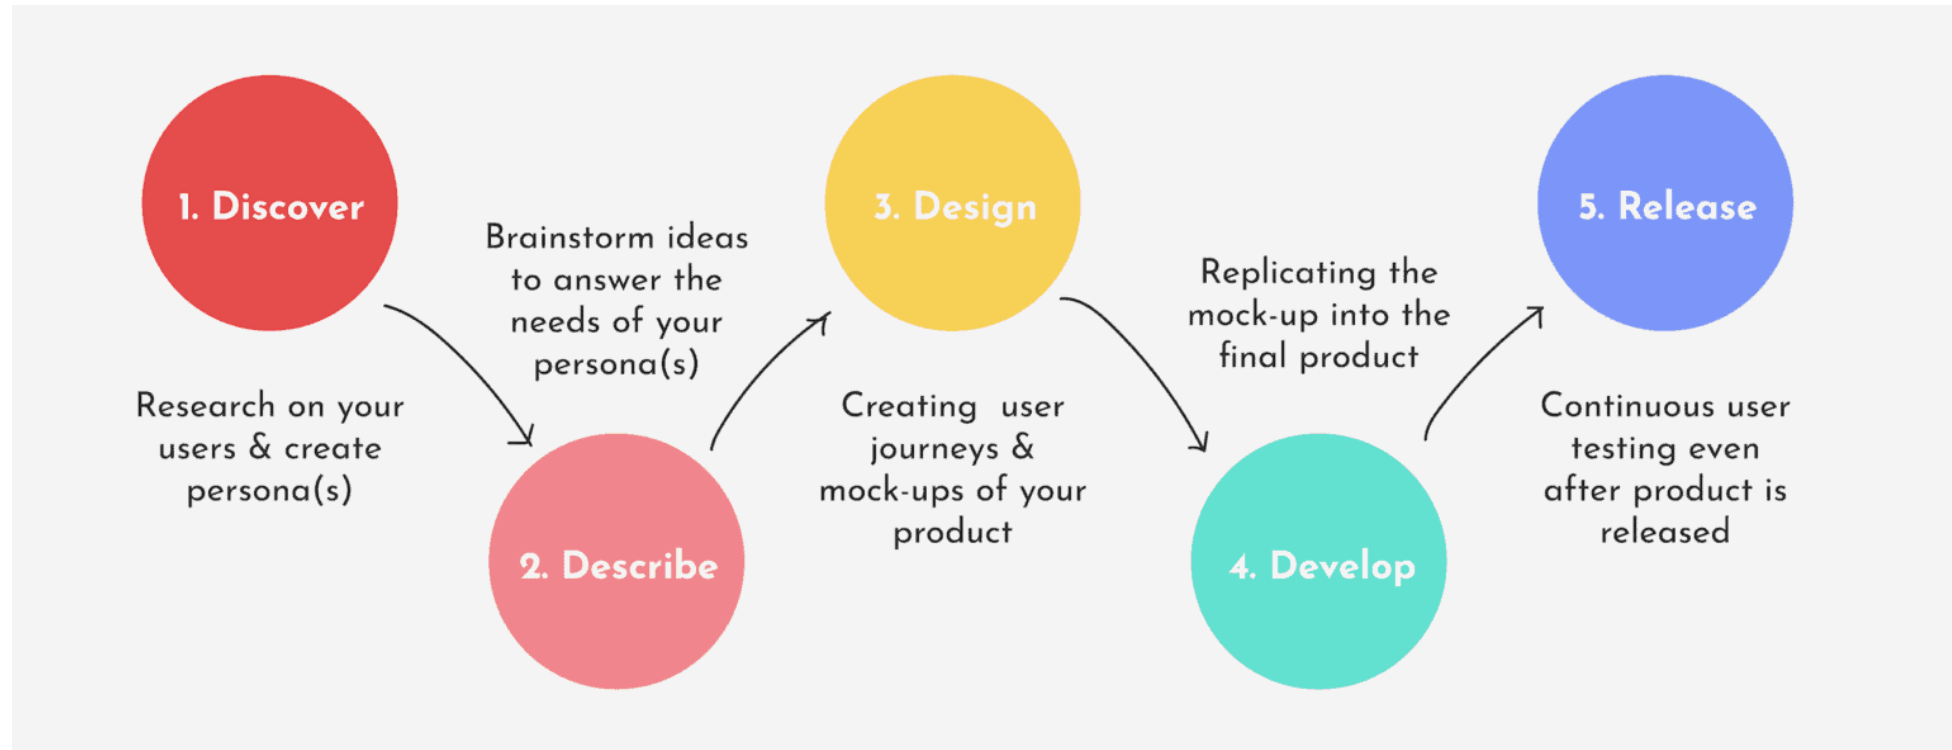 1. Discover
Research on your
users & create
persona(s)
Brainstorm ideas
to answer the
needs of your
persona(s)
2. Describe
3. Design
Creating user
journeys &
mock-ups of your
product
Replicating the
mock-up into the
final product
4. Develop
5. Release
Continuous user
testing even
after product is
released